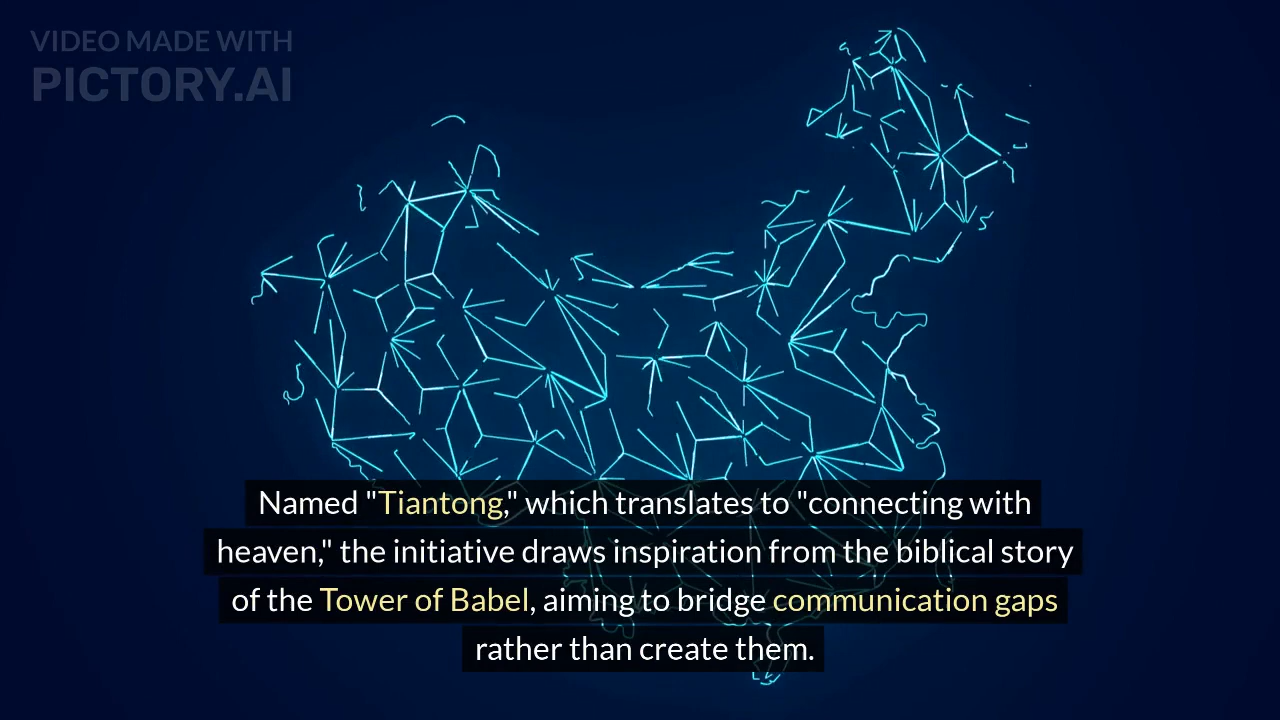 VIDEO MADE WITH
PICTORY.AI
Named "Tiantong," which translates to "connecting with
heaven," the initiative draws inspiration from the biblical story
of the Tower of Babel, aiming to bridge communication gaps
rather than create them.